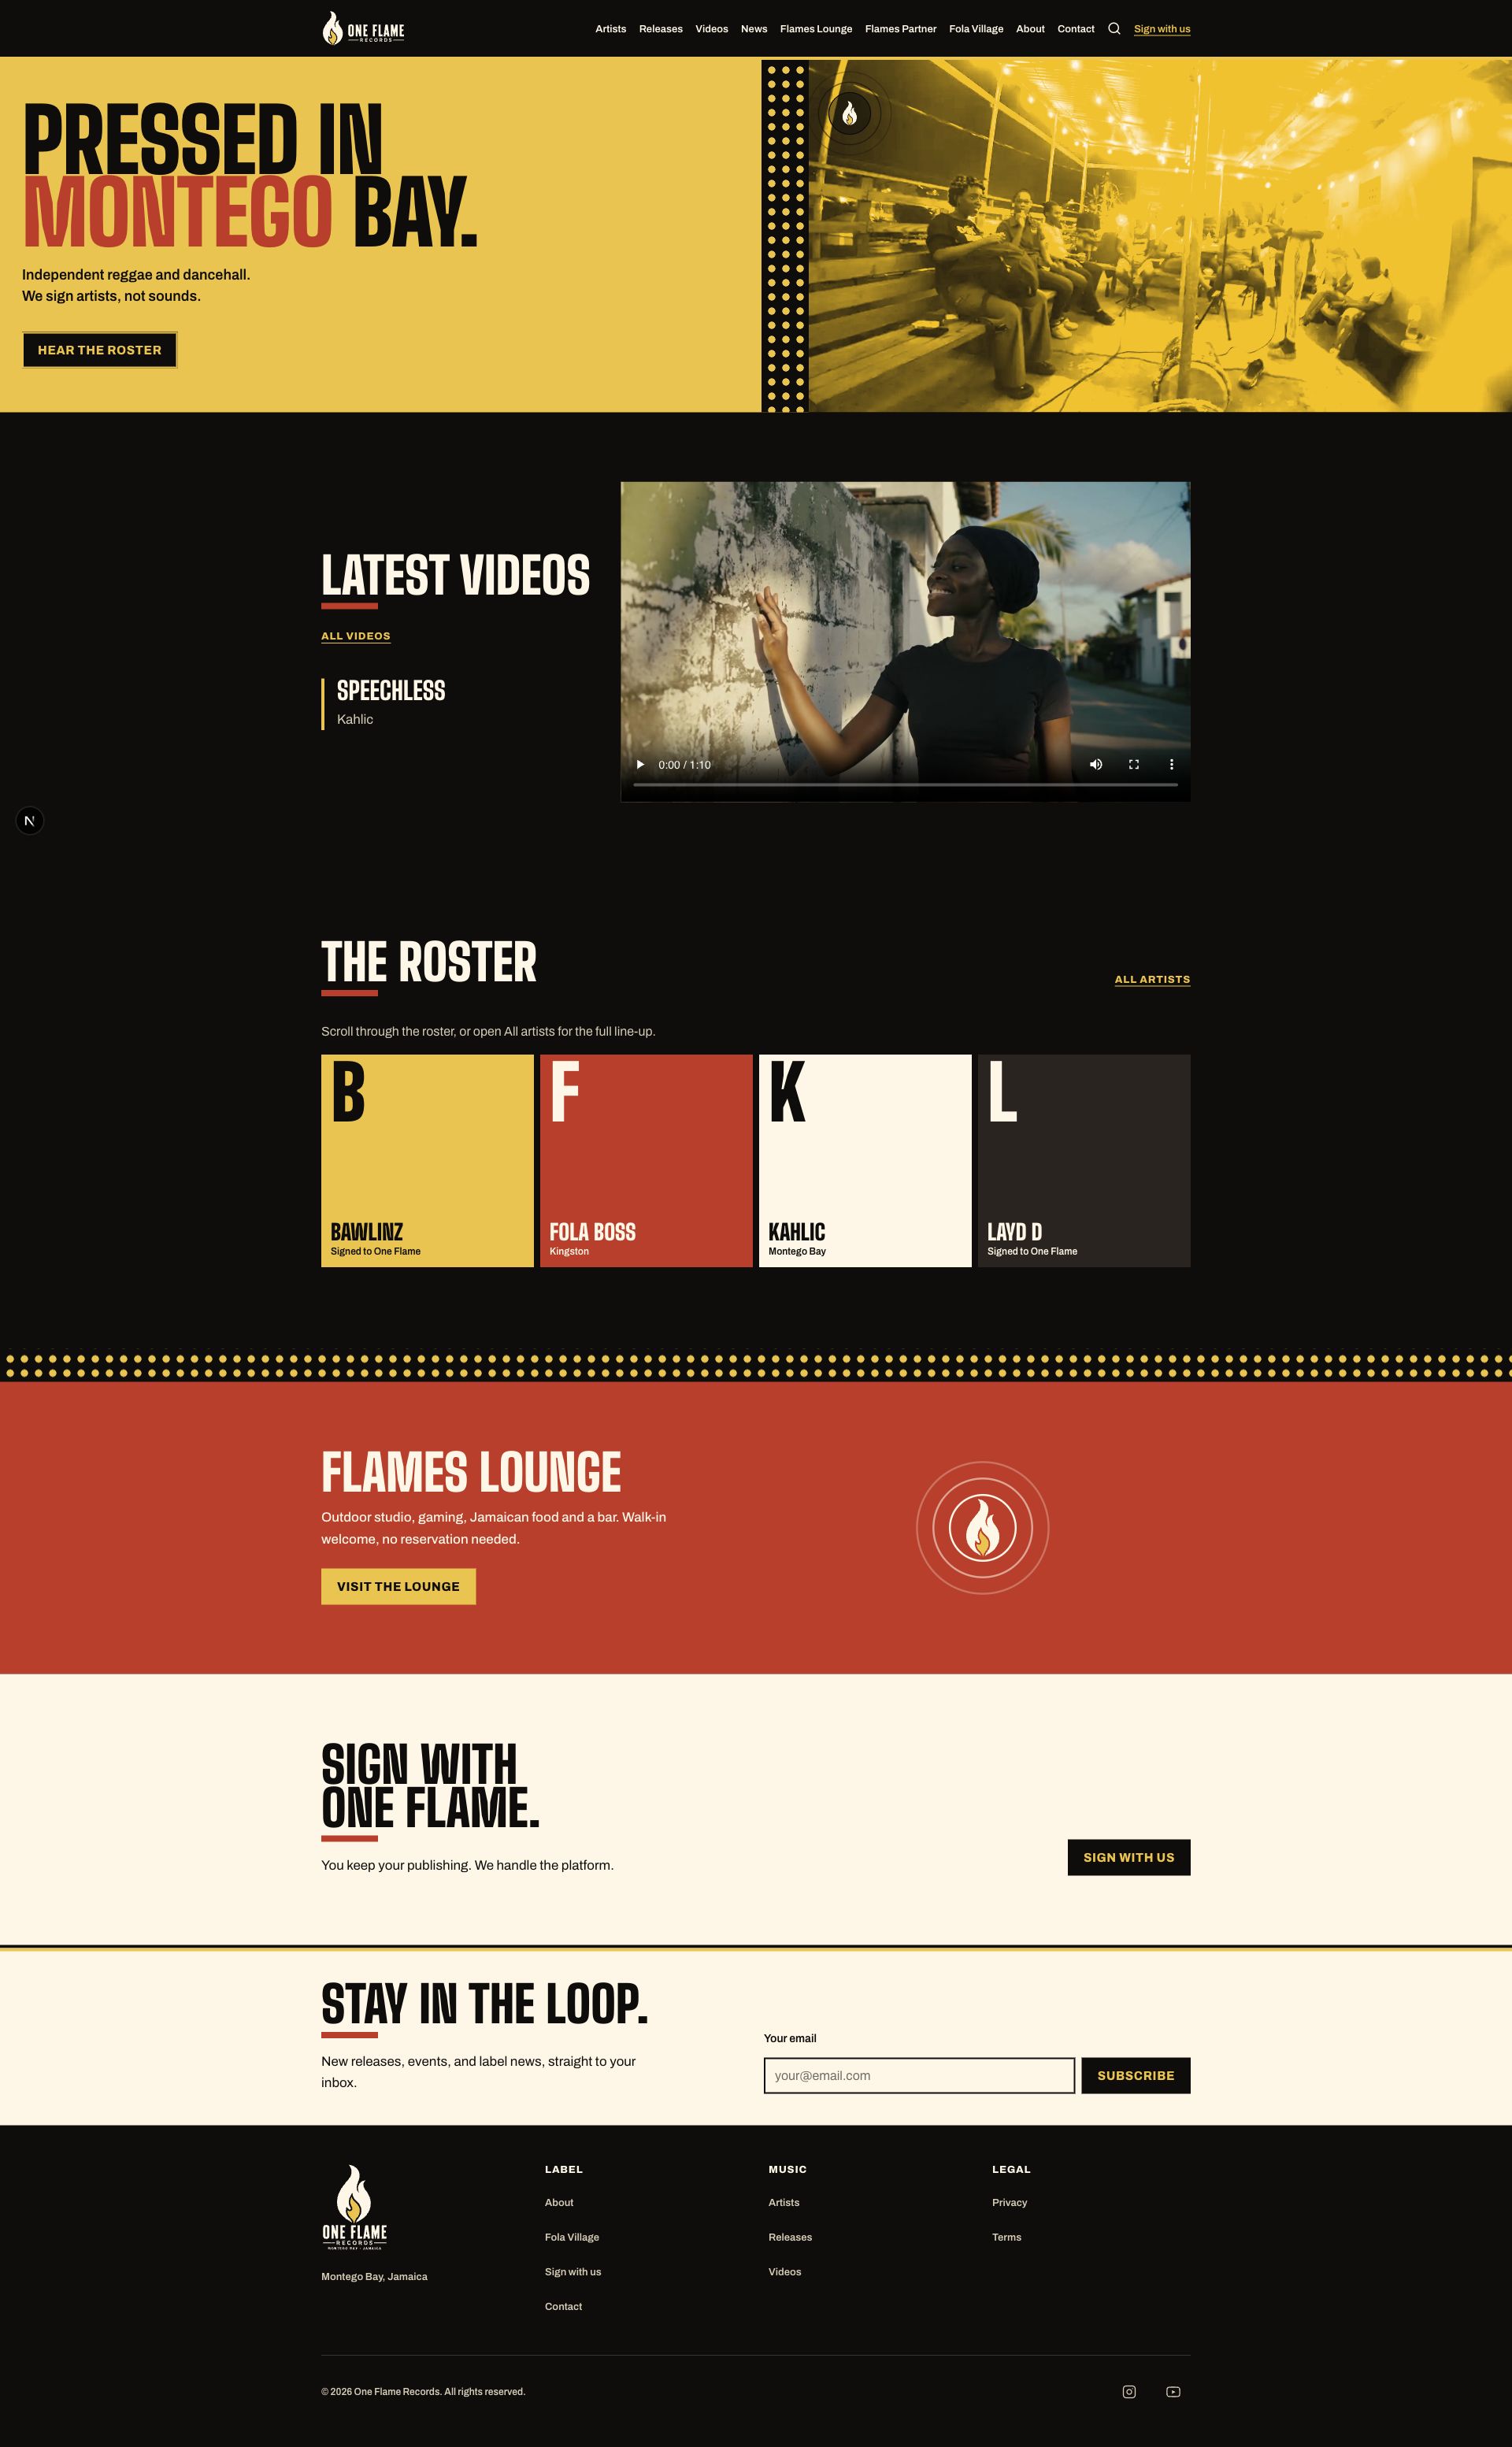 ONE FLAME
RECORDS
Artists Releases Videos News Flames Lounge Flames Partner Fola Village About Contact Sign with us
PRESSED IN
MONTEGO BAY.
Independent reggae and dancehall.
We sign artists, not sounds.
HEAR THE ROSTER
LATEST VIDEOS
ALL VIDEOS
SPEECHLESS
Kahlic
0:00 / 1:10
N
THE ROSTER
ALL ARTISTS
Scroll through the roster, or open All artists for the full line-up.
B F K L
BAWLINZ FOLA BOSS KAHLIC LAYD D
Signed to One Flame Kingston Montego Bay Signed to One Flame
FLAMES LOUNGE
Outdoor studio, gaming, Jamaican food and a bar. Walk-in
welcome, no reservation needed.
VISIT THE LOUNGE
SIGN WITH
ONE FLAME.
You keep your publishing. We handle the platform.
SIGN WITH US
STAY IN THE LOOP.
New releases, events, and label news, straight to your
inbox.
Your email
your@email.com
SUBSCRIBE
ONE FLAME
RECORDS
MONTEGO BAY · JAMAICA
Montego Bay, Jamaica
LABEL
About
Fola Village
Sign with us
Contact
MUSIC
Artists
Releases
Videos
LEGAL
Privacy
Terms
© 2026 One Flame Records. All rights reserved.